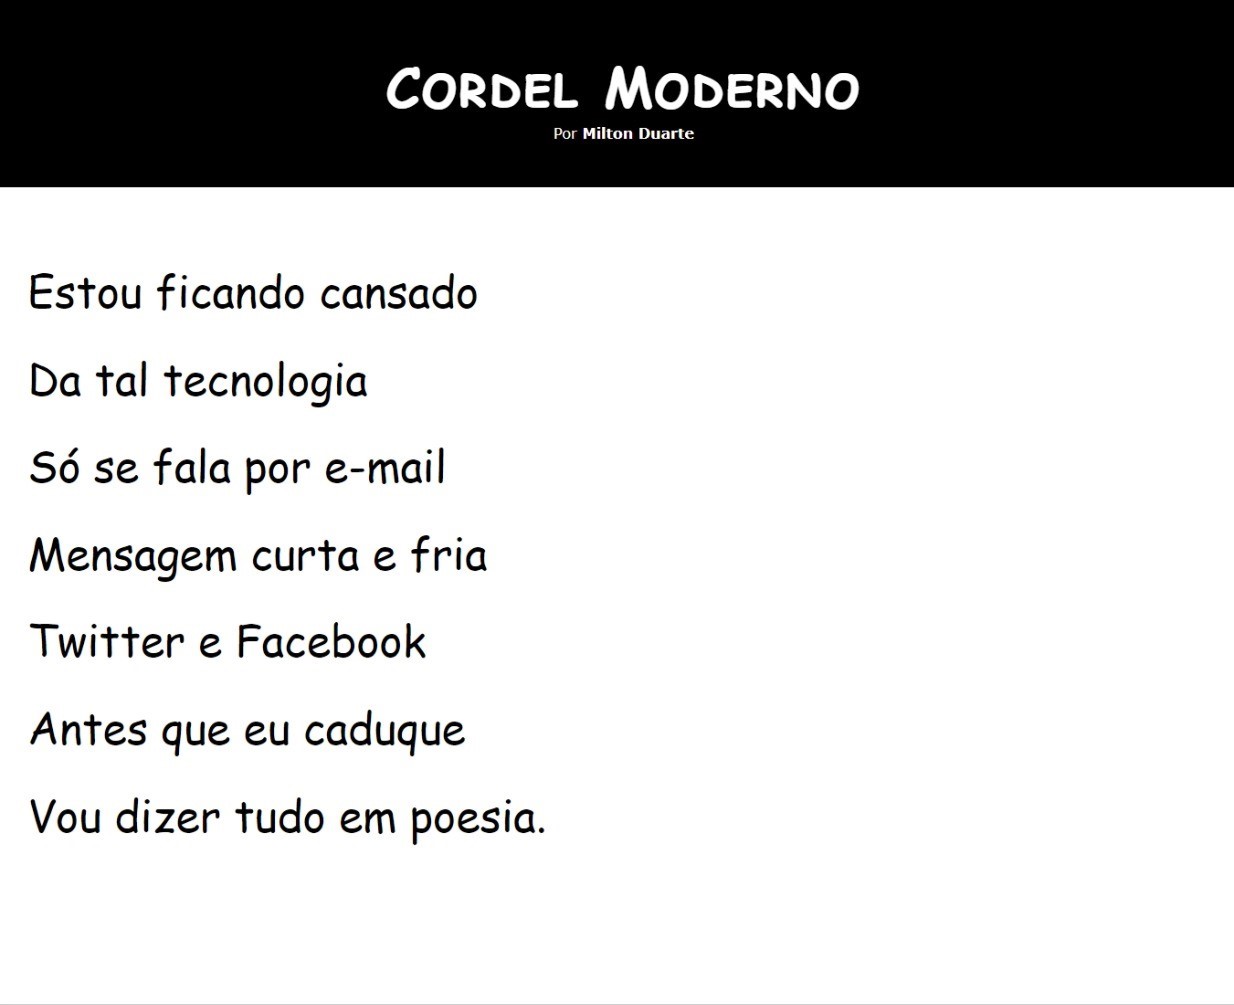 Cordel Moderno
Por Milton Duarte
Estou ficando cansado
Da tal tecnologia
Só se fala por e-mail
Mensagem curta e fria
Twitter e Facebook
Antes que eu caduque
Vou dizer tudo em poesia.